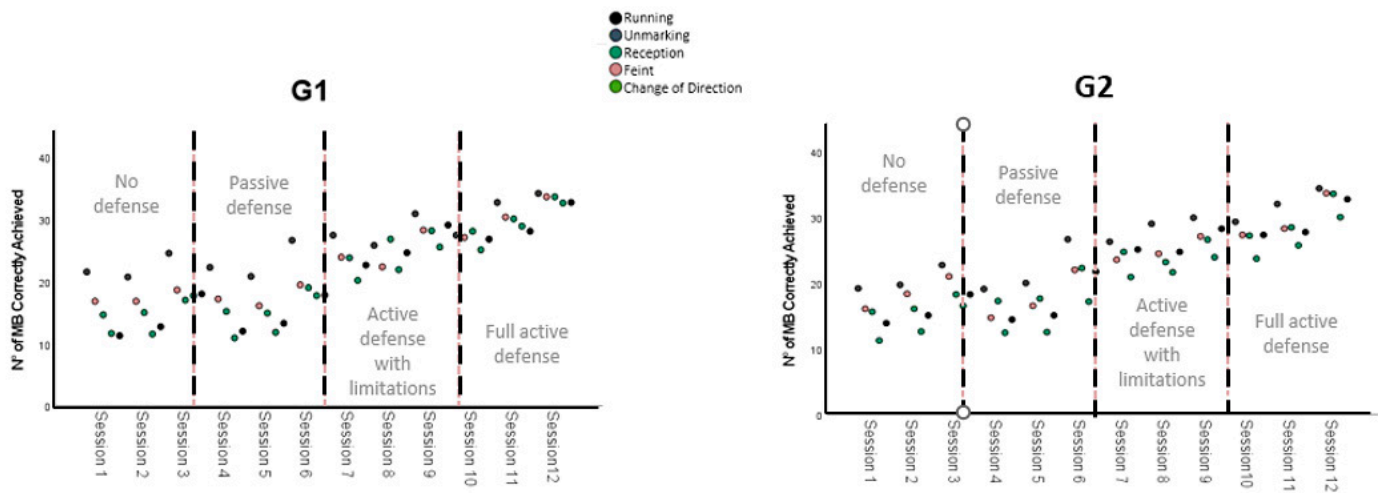 Running
Unmarking
Reception
Feint
Change of Direction
G1
N° of MB Correctly Achieved
40
30
20
10
0
No
defense
Passive
defense
Active
defense
with
limitations
Full active
defense
Session 1
Session 2
Session 3
Session 4
Session 5
Session 6
Session 7
Session 8
Session 9
Session 10
Session 11
Session12
G2
N° of MB Correctly Achieved
40
30
20
10
0
No
defense
Passive
defense
Active
defense
with
limitations
Full active
defense
Session 1
Session 2
Session 3
Session 4
Session 5
Session 6
Session 7
Session 8
Session 9
Session10
Session 11
Session 12